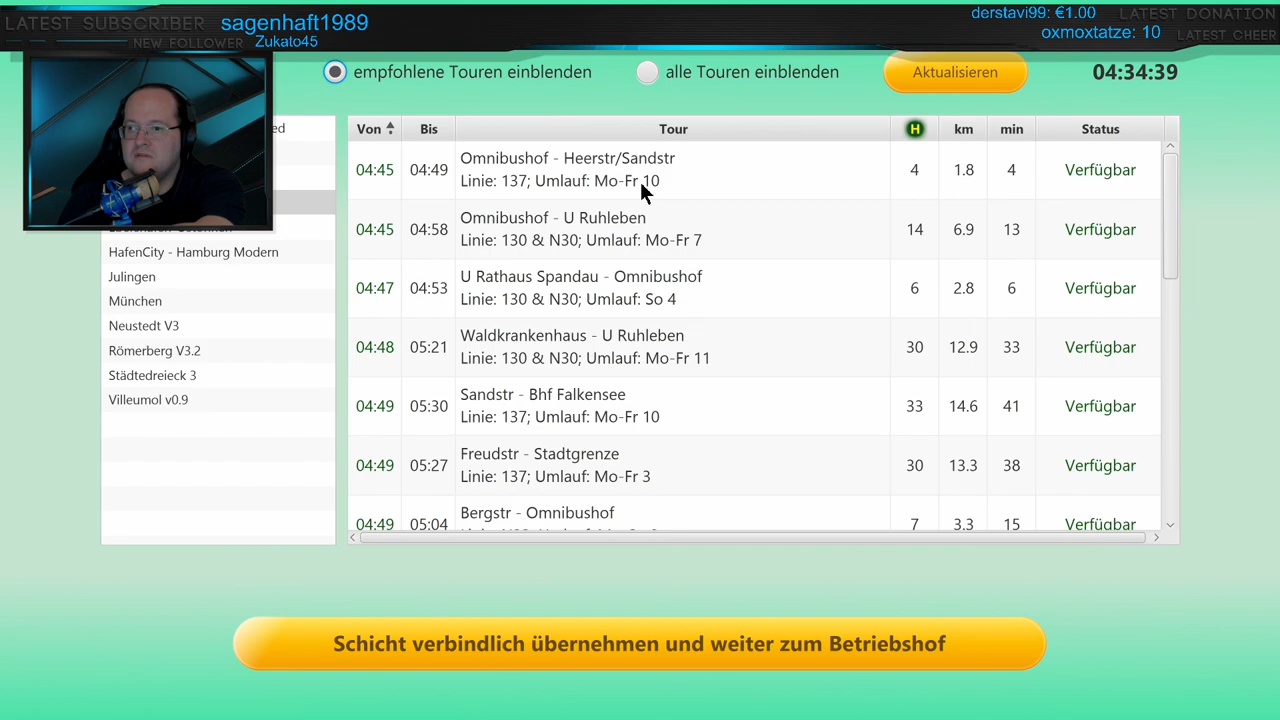 LATEST SUBSCRIBER
sagenhaft1989
NEW FOLLOWER
Zukato45
derstavi99: €1.00
LATEST DONATION
oxmoxtatze: 10
LATEST CHEER
empfohlene Touren einblenden
alle Touren einblenden
Aktualisieren
04:34:39
HafenCity - Hamburg Modern
Julingen
München
Neustedt V3
Römerberg V3.2
Städtedreieck 3
Villeumol v0.9
Von Bis Tour H km min Status
04:45 04:49 Omnibushof - Heerstr/Sandstr 4 1.8 4 Verfügbar
Linie: 137; Umlauf: Mo-Fr 10
04:45 04:58 Omnibushof - U Ruhleben 14 6.9 13 Verfügbar
Linie: 130 & N30; Umlauf: Mo-Fr 7
04:47 04:53 U Rathaus Spandau - Omnibushof 6 2.8 6 Verfügbar
Linie: 130 & N30; Umlauf: So 4
04:48 05:21 Waldkrankenhaus - U Ruhleben 30 12.9 33 Verfügbar
Linie: 130 & N30; Umlauf: Mo-Fr 11
04:49 05:30 Sandstr - Bhf Falkensee 33 14.6 41 Verfügbar
Linie: 137; Umlauf: Mo-Fr 10
04:49 05:27 Freudstr - Stadtgrenze 30 13.3 38 Verfügbar
Linie: 137; Umlauf: Mo-Fr 3
04:49 05:04 Bergstr - Omnibushof 7 3.3 15 Verfügbar
Schicht verbindlich übernehmen und weiter zum Betriebshof